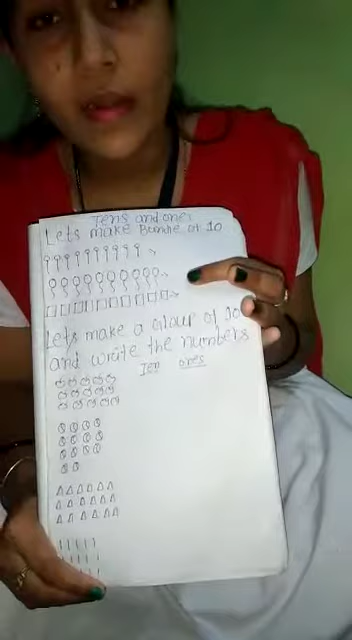 Tens and ones
Lets make Bundle of 10
Lets make a Group of 10
and write the numbers
Ten ones